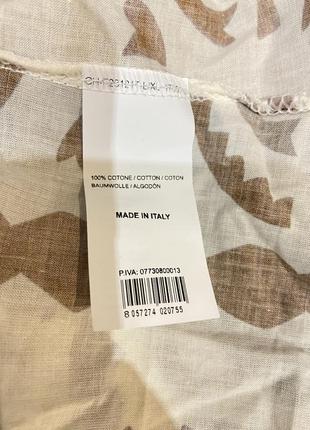 100% COTONE / COTTON / COTON
BAUMWOLLE / ALGODÓN
MADE IN ITALY
P.IVA: 07730800013
8 057274 020755